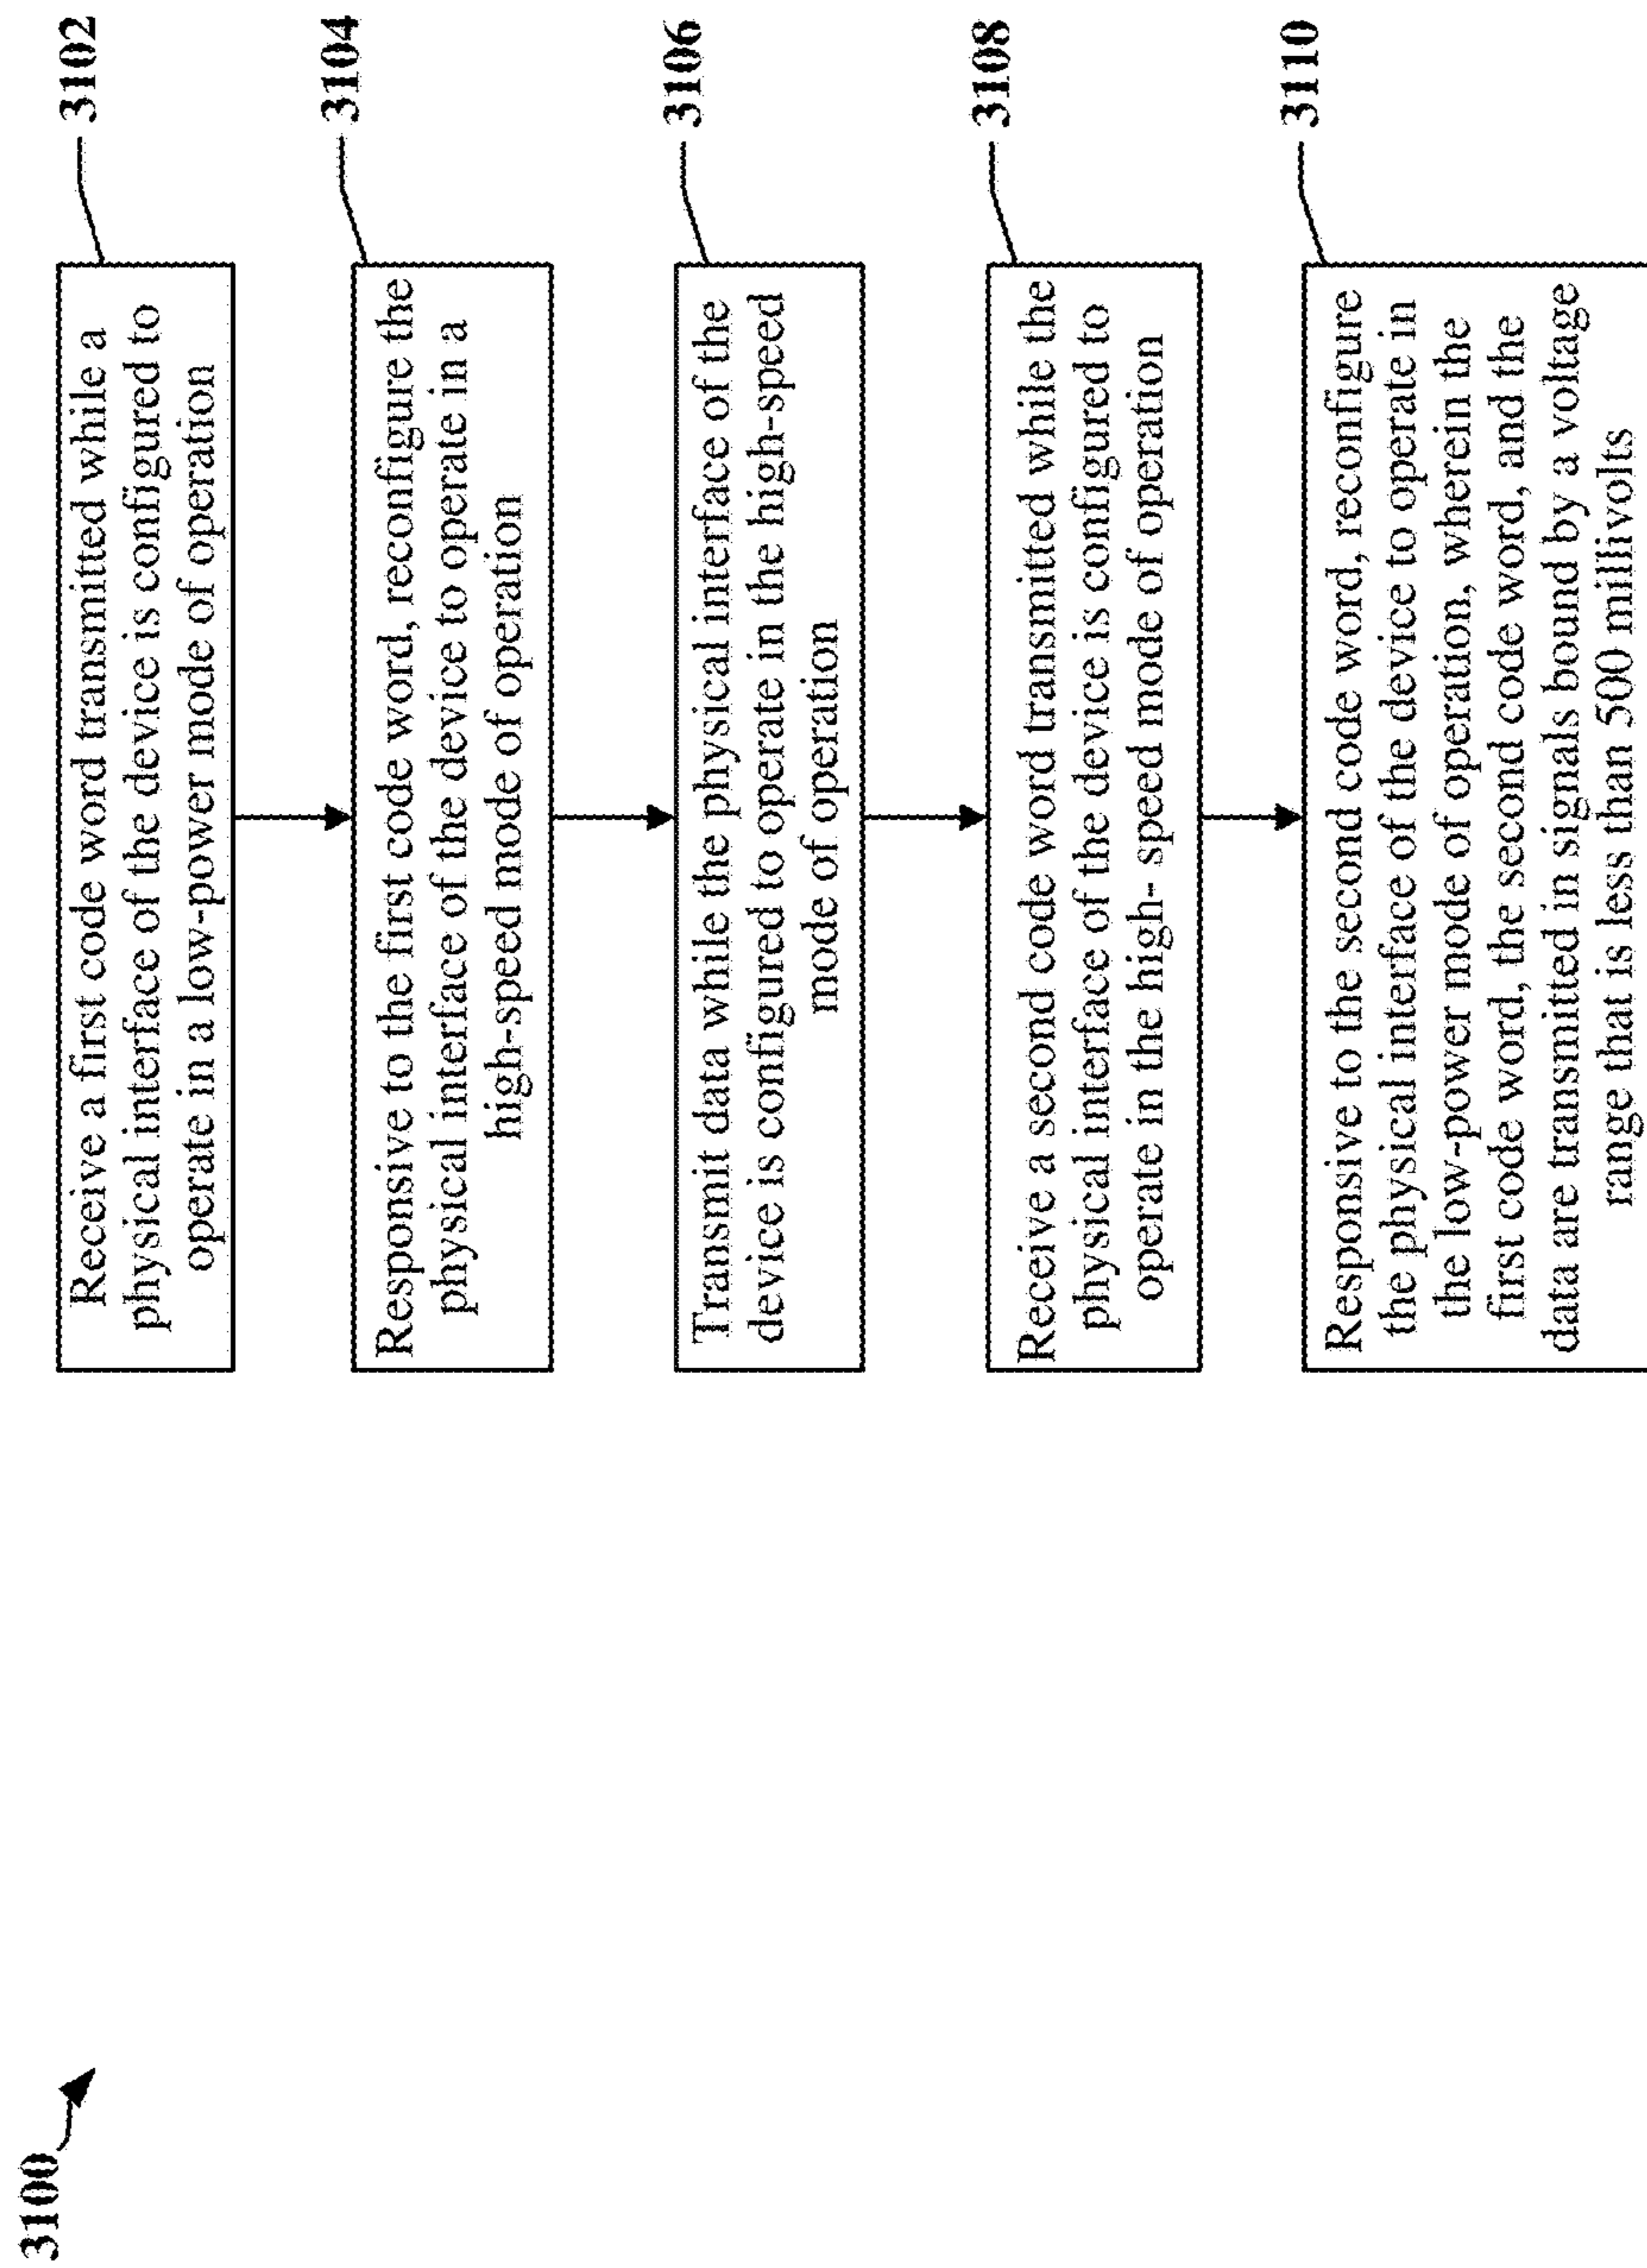 3100
3102
Receive a first code word transmitted while a
physical interface of the device is configured to
operate in a low-power mode of operation
3104
Responsive to the first code word, reconfigure the
physical interface of the device to operate in a
high-speed mode of operation
3106
Transmit data while the physical interface of the
device is configured to operate in the high-speed
mode of operation
3108
Receive a second code word transmitted while the
physical interface of the device is configured to
operate in the high- speed mode of operation
3110
Responsive to the second code word, reconfigure
the physical interface of the device to operate in
the low-power mode of operation, wherein the
first code word, the second code word, and the
data are transmitted in signals bound by a voltage
range that is less than 500 millivolts